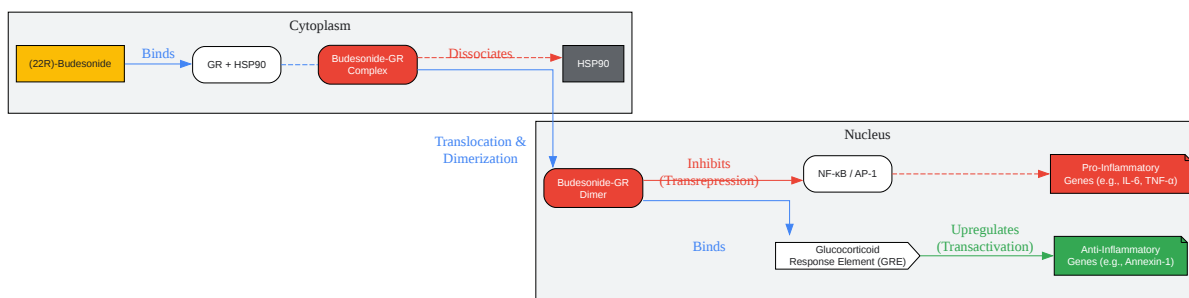 Cytoplasm
(22R)-Budesonide
Binds
GR + HSP90
Budesonide-GR
Complex
Dissociates
HSP90
Translocation &
Dimerization
Nucleus
Budesonide-GR
Dimer
Inhibits
(Transrepression)
NF-κB / AP-1
Pro-Inflammatory
Genes (e.g., IL-6, TNF-α)
Binds
Glucocorticoid
Response Element (GRE)
Upregulates
(Transactivation)
Anti-Inflammatory
Genes (e.g., Annexin-1)